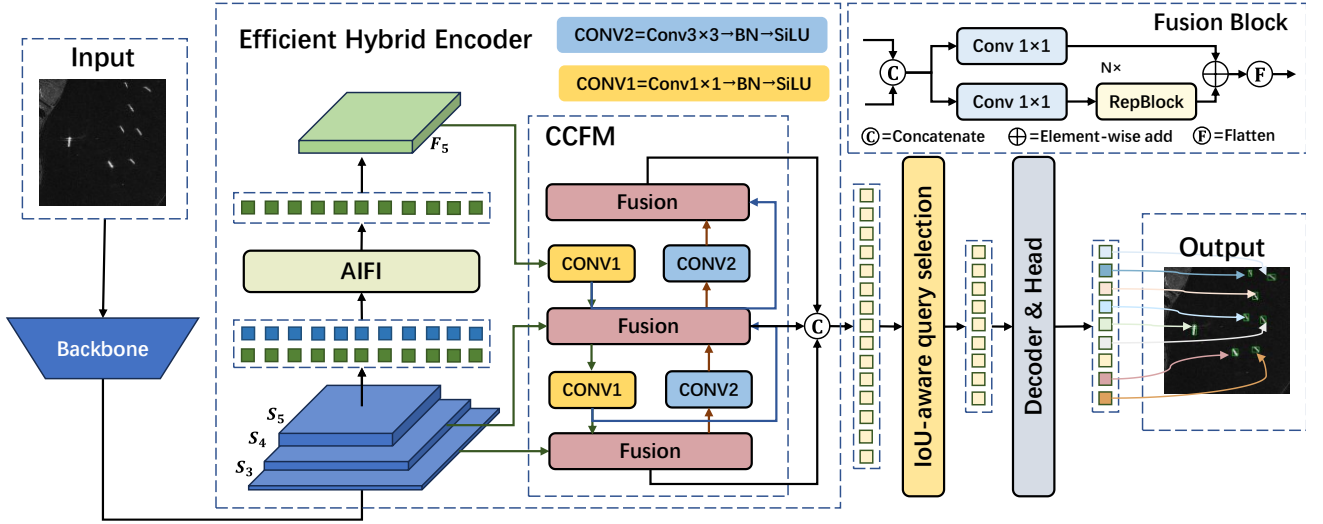 Input
Backbone
Efficient Hybrid Encoder
CONV2=Conv3×3→BN→SiLU
CONV1=Conv1×1→BN→SiLU
F₅
AIFI
S₅
S₄
S₃
CCFM
Fusion
CONV1
CONV2
Fusion
CONV1
CONV2
Fusion
C
IoU-aware query selection
Decoder & Head
Fusion Block
C
Conv 1×1
Conv 1×1
N×
RepBlock
F
C=Concatenate
⊕=Element-wise add
F=Flatten
Output